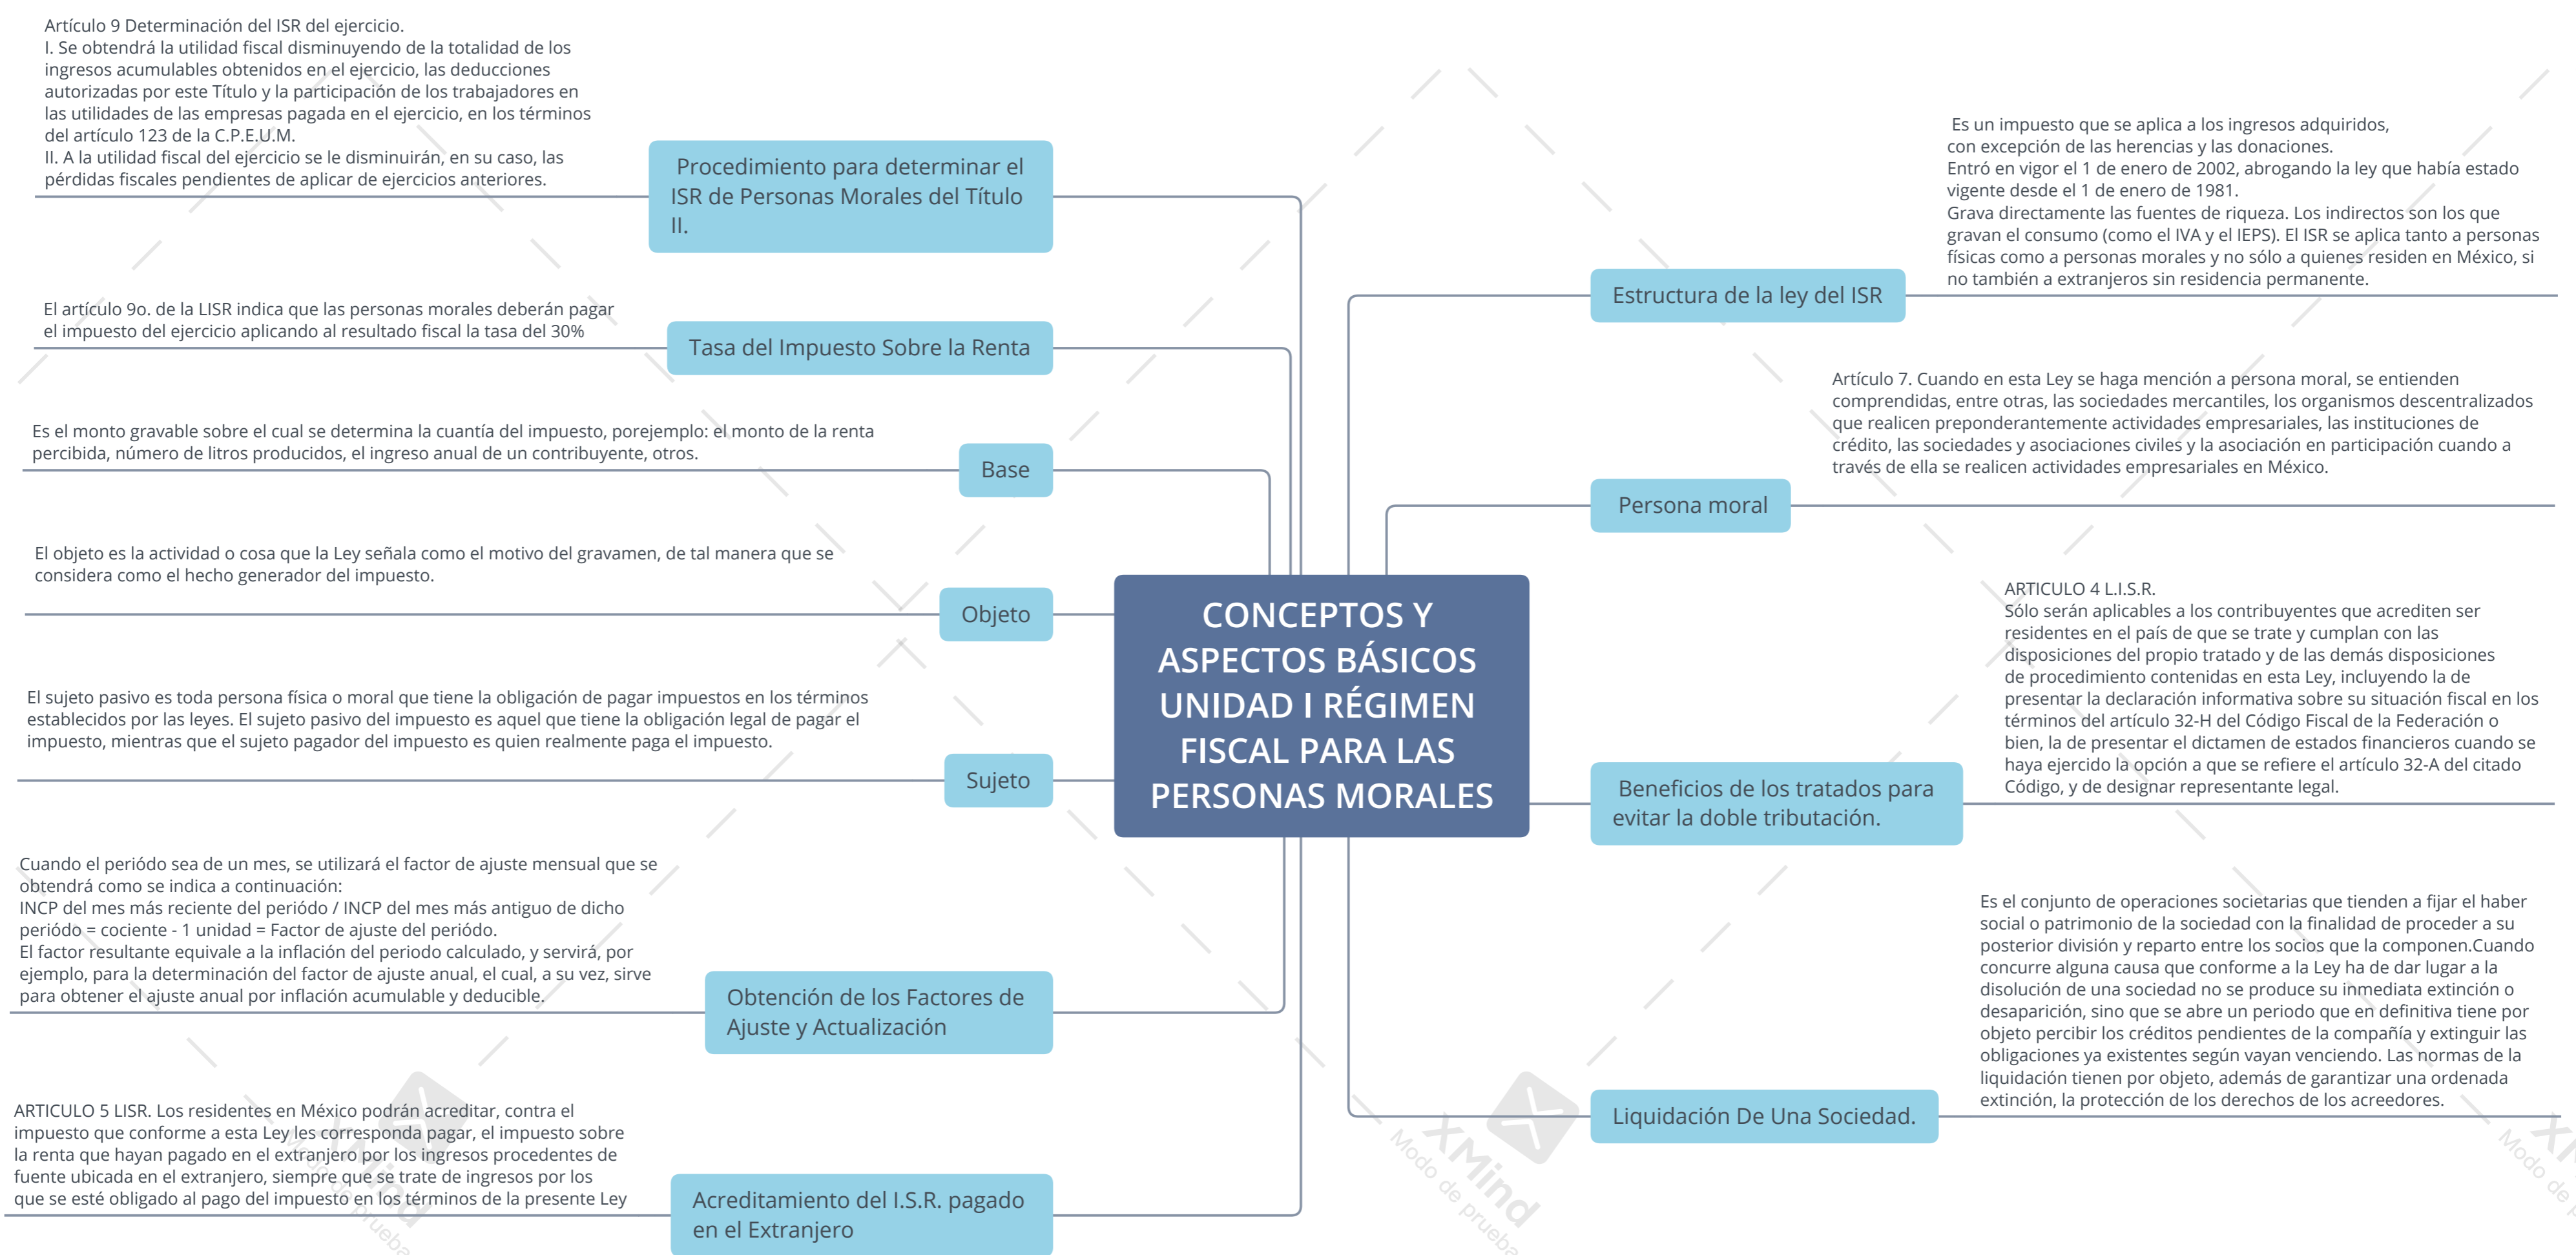 CONCEPTOS Y
ASPECTOS BÁSICOS
UNIDAD I RÉGIMEN
FISCAL PARA LAS
PERSONAS MORALES
Estructura de la ley del ISR
Es un impuesto que se aplica a los ingresos adquiridos,
con excepción de las herencias y las donaciones.
Entró en vigor el 1 de enero de 2002, abrogando la ley que había estado
vigente desde el 1 de enero de 1981.
Grava directamente las fuentes de riqueza. Los indirectos son los que
gravan el consumo (como el IVA y el IEPS). El ISR se aplica tanto a personas
físicas como a personas morales y no sólo a quienes residen en México, si
no también a extranjeros sin residencia permanente.
Persona moral
Artículo 7. Cuando en esta Ley se haga mención a persona moral, se entienden
comprendidas, entre otras, las sociedades mercantiles, los organismos descentralizados
que realicen preponderantemente actividades empresariales, las instituciones de
crédito, las sociedades y asociaciones civiles y la asociación en participación cuando a
través de ella se realicen actividades empresariales en México.
Beneficios de los tratados para
evitar la doble tributación.
ARTICULO 4 L.I.S.R.
Sólo serán aplicables a los contribuyentes que acrediten ser
residentes en el país de que se trate y cumplan con las
disposiciones del propio tratado y de las demás disposiciones
de procedimiento contenidas en esta Ley, incluyendo la de
presentar la declaración informativa sobre su situación fiscal en los
términos del artículo 32-H del Código Fiscal de la Federación o
bien, la de presentar el dictamen de estados financieros cuando se
haya ejercido la opción a que se refiere el artículo 32-A del citado
Código, y de designar representante legal.
Liquidación De Una Sociedad.
Es el conjunto de operaciones societarias que tienden a fijar el haber
social o patrimonio de la sociedad con la finalidad de proceder a su
posterior división y reparto entre los socios que la componen.Cuando
concurre alguna causa que conforme a la Ley ha de dar lugar a la
disolución de una sociedad no se produce su inmediata extinción o
desaparición, sino que se abre un periodo que en definitiva tiene por
objeto percibir los créditos pendientes de la compañía y extinguir las
obligaciones ya existentes según vayan venciendo. Las normas de la
liquidación tienen por objeto, además de garantizar una ordenada
extinción, la protección de los derechos de los acreedores.
Artículo 9 Determinación del ISR del ejercicio.
I. Se obtendrá la utilidad fiscal disminuyendo de la totalidad de los
ingresos acumulables obtenidos en el ejercicio, las deducciones
autorizadas por este Título y la participación de los trabajadores en
las utilidades de las empresas pagada en el ejercicio, en los términos
del artículo 123 de la C.P.E.U.M.
II. A la utilidad fiscal del ejercicio se le disminuirán, en su caso, las
pérdidas fiscales pendientes de aplicar de ejercicios anteriores.
Procedimiento para determinar el
ISR de Personas Morales del Título
II.
El artículo 9o. de la LISR indica que las personas morales deberán pagar
el impuesto del ejercicio aplicando al resultado fiscal la tasa del 30%
Tasa del Impuesto Sobre la Renta
Es el monto gravable sobre el cual se determina la cuantía del impuesto, porejemplo: el monto de la renta
percibida, número de litros producidos, el ingreso anual de un contribuyente, otros.
Base
El objeto es la actividad o cosa que la Ley señala como el motivo del gravamen, de tal manera que se
considera como el hecho generador del impuesto.
Objeto
El sujeto pasivo es toda persona física o moral que tiene la obligación de pagar impuestos en los términos
establecidos por las leyes. El sujeto pasivo del impuesto es aquel que tiene la obligación legal de pagar el
impuesto, mientras que el sujeto pagador del impuesto es quien realmente paga el impuesto.
Sujeto
Cuando el periódo sea de un mes, se utilizará el factor de ajuste mensual que se
obtendrá como se indica a continuación:
INCP del mes más reciente del periódo / INCP del mes más antiguo de dicho
periódo = cociente - 1 unidad = Factor de ajuste del periódo.
El factor resultante equivale a la inflación del periodo calculado, y servirá, por
ejemplo, para la determinación del factor de ajuste anual, el cual, a su vez, sirve
para obtener el ajuste anual por inflación acumulable y deducible.
Obtención de los Factores de
Ajuste y Actualización
ARTICULO 5 LISR. Los residentes en México podrán acreditar, contra el
impuesto que conforme a esta Ley les corresponda pagar, el impuesto sobre
la renta que hayan pagado en el extranjero por los ingresos procedentes de
fuente ubicada en el extranjero, siempre que se trate de ingresos por los
que se esté obligado al pago del impuesto en los términos de la presente Ley
Acreditamiento del I.S.R. pagado
en el Extranjero
XMind
Modo de prueba
XMind
Modo de prueba
Modo de